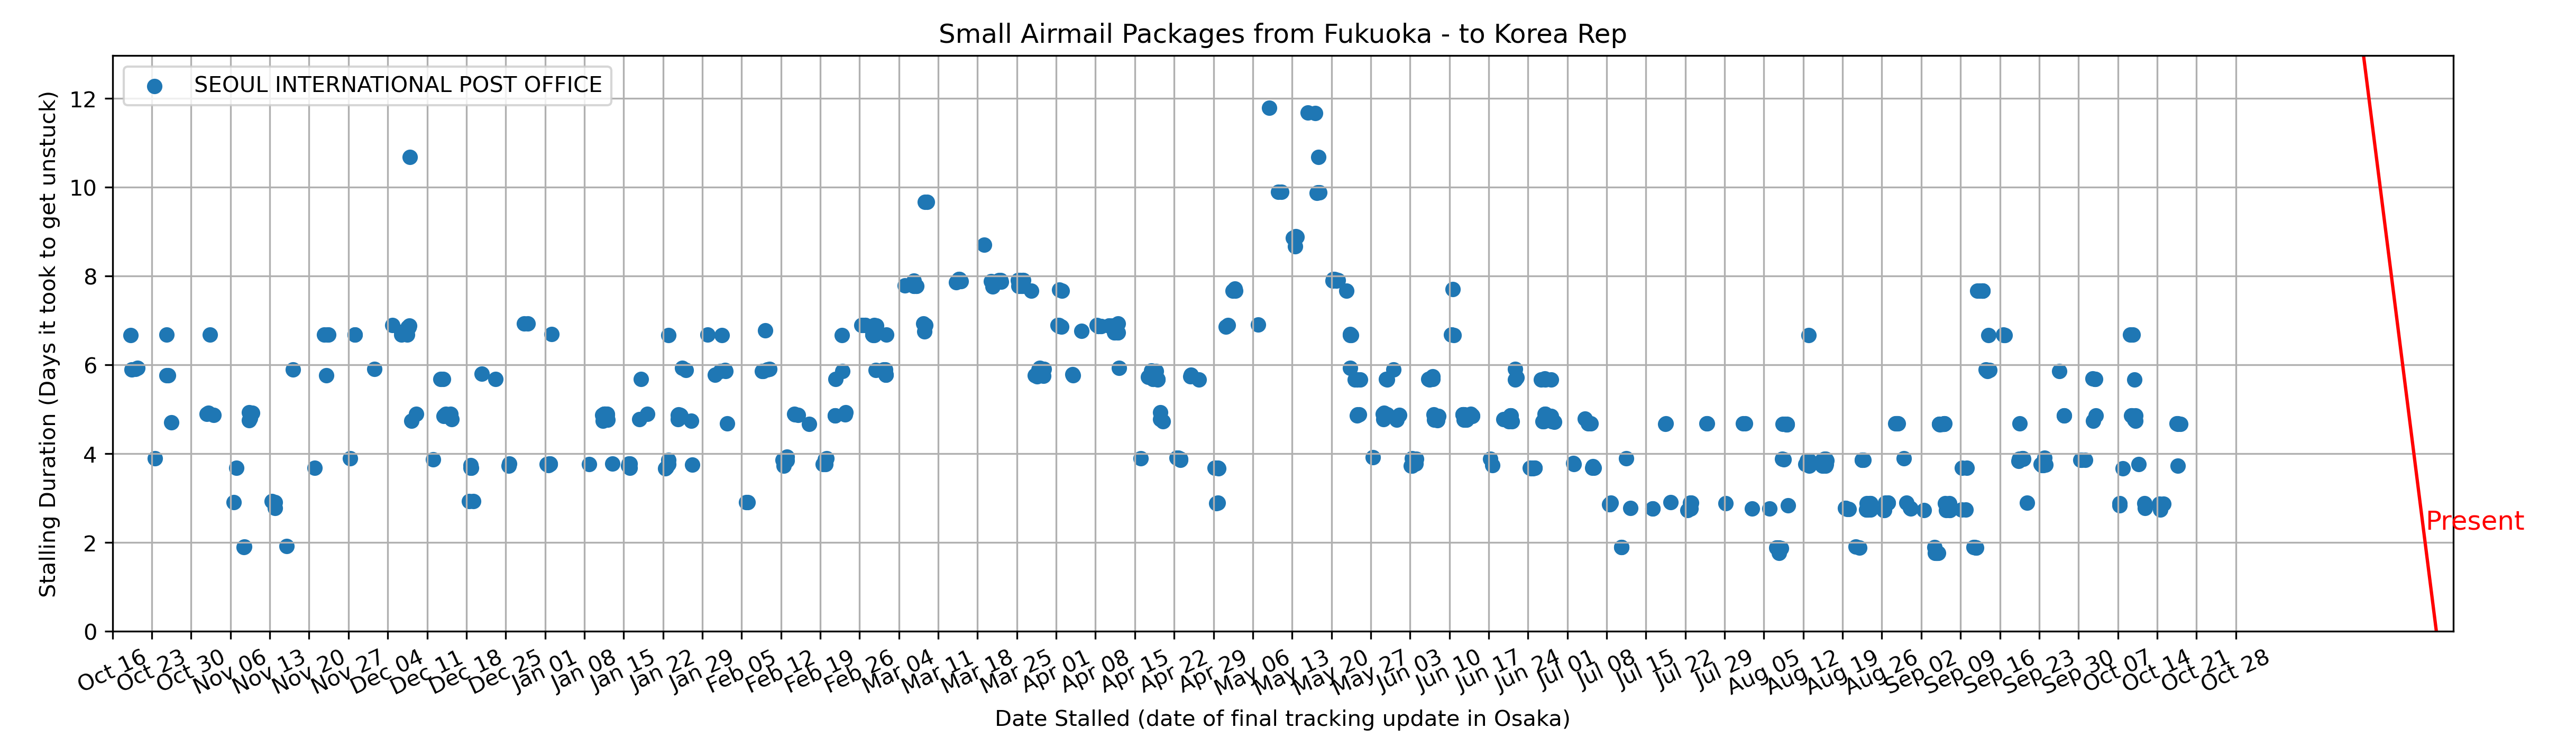 Small Airmail Packages from Fukuoka - to Korea Rep
SEOUL INTERNATIONAL POST OFFICE
Stalling Duration (Days it took to get unstuck)
12
10
8
6
4
2
0
Present
Oct 16 Oct 23 Oct 30 Nov 06 Nov 13 Nov 20 Nov 27 Dec 04 Dec 11 Dec 18 Dec 25 Jan 01 Jan 08 Jan 15 Jan 22 Jan 29 Feb 05 Feb 12 Feb 19 Feb 26 Mar 04 Mar 11 Mar 18 Mar 25 Apr 01 Apr 08 Apr 15 Apr 22 Apr 29 May 06 May 13 May 20 May 27 Jun 03 Jun 10 Jun 17 Jun 24 Jul 01 Jul 08 Jul 15 Jul 22 Jul 29 Aug 05 Aug 12 Aug 19 Aug 26 Sep 02 Sep 09 Sep 16 Sep 23 Sep 30 Oct 07 Oct 14 Oct 21 Oct 28
Date Stalled (date of final tracking update in Osaka)